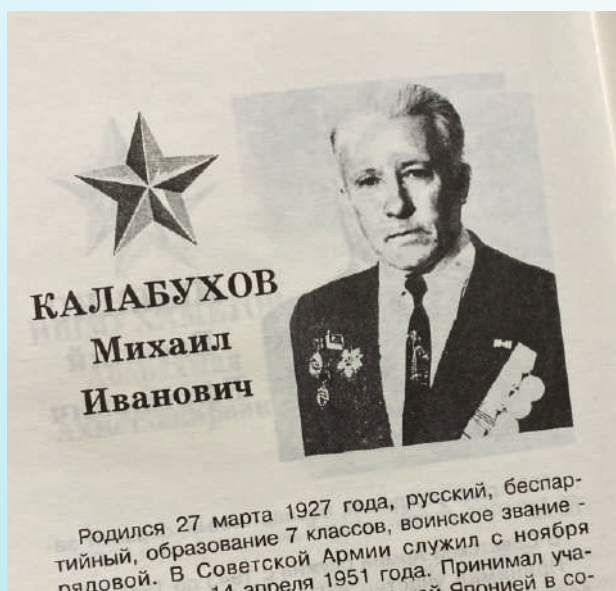 КАЛАБУХОВ
Михаил
Иванович
Родился 27 марта 1927 года, русский, беспар-
тийный, образование 7 классов, воинское звание -
рядовой. В Советской Армии служил с ноября
14 апреля 1951 года. Принимал уча-
Японией в со-